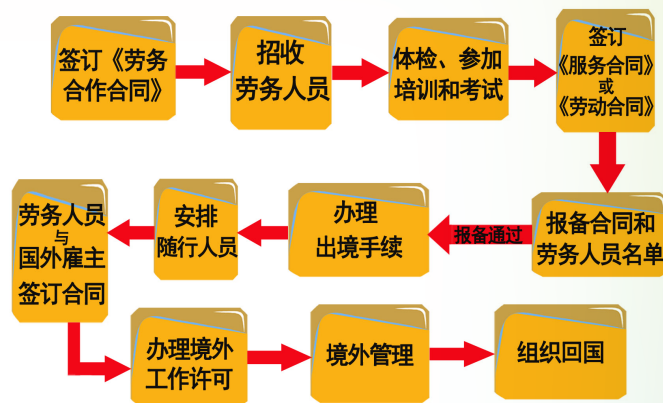 签订《劳务
合作合同》
招收
劳务人员
体检、参加
培训和考试
签订
《服务合同》
或
《劳动合同》
报备合同和
劳务人员名单
报备通过
办理
出境手续
安排
随行人员
劳务人员
与
国外雇主
签订合同
办理境外
工作许可
境外管理
组织回国